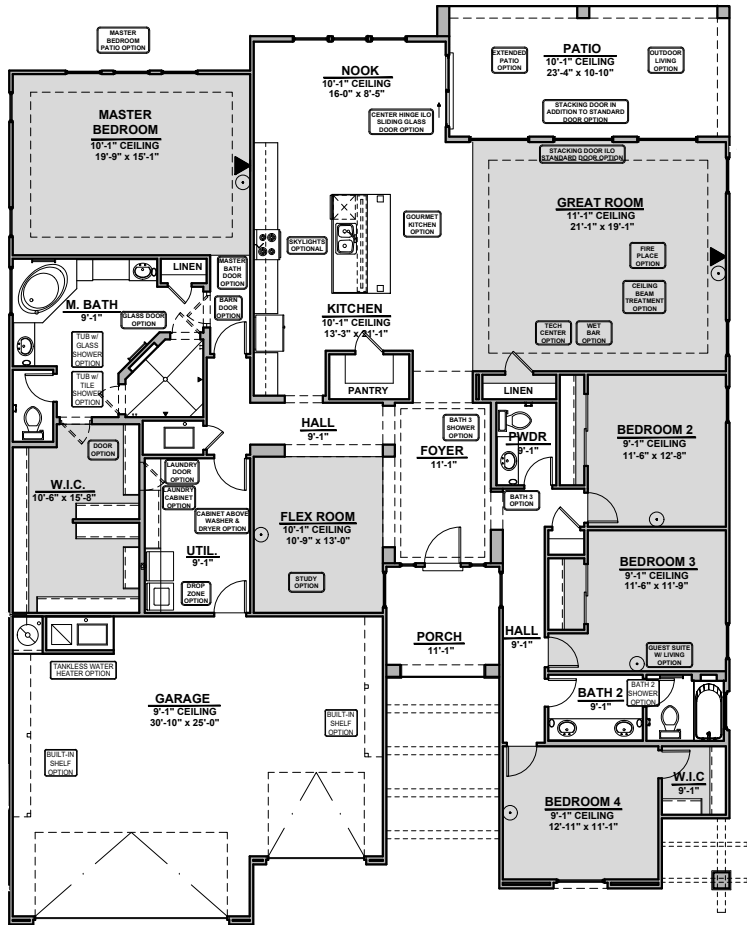 MASTER
BEDROOM
PATIO OPTION
NOOK
10'-1" CEILING
16-0" x 8'-5"
EXTENDED
PATIO
OPTION
PATIO
10'-1" CEILING
23'-4" x 10-10"
OUTDOOR
LIVING
OPTION
CENTER HINGE ILO
SLIDING GLASS
DOOR OPTION
STACKING DOOR IN
ADDITION TO STANDARD
DOOR OPTION
MASTER
BEDROOM
10'-1" CEILING
19'-9" x 15'-1"
STACKING DOOR ILO
STANDARD DOOR OPTION
GREAT ROOM
11'-1" CEILING
21'-1" x 19'-1"
GOURMET
KITCHEN
OPTION
SKYLIGHTS
OPTIONAL
FIRE
PLACE
OPTION
CEILING
BEAM
TREATMENT
OPTION
TECH
CENTER
OPTION
WET
BAR
OPTION
LINEN
MASTER
BATH
DOOR
OPTION
BARN
DOOR
OPTION
M. BATH
9'-1"
GLASS DOOR
OPTION
TUB w/
GLASS
SHOWER
OPTION
TUB w/
TILE
SHOWER
OPTION
KITCHEN
10'-1" CEILING
13'-3" x 21'-1"
PANTRY
LINEN
HALL
9'-1"
BATH 3
SHOWER
OPTION
FOYER
11'-1"
PWDR
9'-1"
BEDROOM 2
9'-1" CEILING
11'-6" x 12'-8"
DOOR
OPTION
W.I.C.
10'-6" x 15'-8"
LAUNDRY
DOOR
OPTION
LAUNDRY
CABINET
OPTION
CABINET ABOVE
WASHER &
DRYER OPTION
BATH 3
OPTION
FLEX ROOM
10'-1" CEILING
10'-9" x 13'-0"
STUDY
OPTION
UTIL.
9'-1"
DROP
ZONE
OPTION
BEDROOM 3
9'-1" CEILING
11'-6" x 11'-9"
GUEST SUITE
W/ LIVING
OPTION
PORCH
11'-1"
HALL
9'-1"
TANKLESS WATER
HEATER OPTION
BATH 2
9'-1"
BATH 2
SHOWER
OPTION
GARAGE
9'-1" CEILING
30'-10" x 25'-0"
BUILT-IN
SHELF
OPTION
BUILT-IN
SHELF
OPTION
W.I.C
9'-1"
BEDROOM 4
9'-1" CEILING
12'-11" x 11'-1"